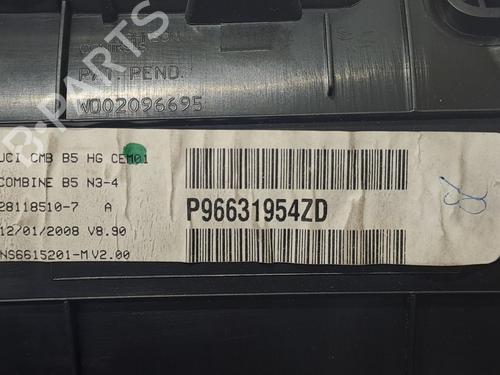 PAT PEND.
W002096695
JCI CMB B5 HG CEM01
COMBINE B5 N3-4
28118510-7 A
12/01/2008 V8.90
NS6615201-M V2.00
P96631954ZD
B-PARTS